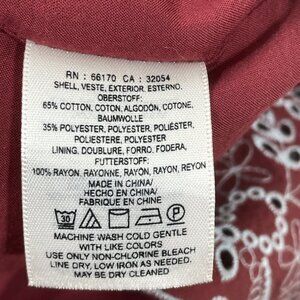 RN : 66170 CA : 32054
SHELL, VESTE, EXTERIOR, ESTERNO,
OBERSTOFF:
65% COTTON, COTON, ALGODÓN, COTONE,
BAUMWOLLE
35% POLYESTER, POLYESTER, POLIÉSTER,
POLIESTERE, POLYESTER
LINING, DOUBLURE, FORRO, FODERA,
FUTTERSTOFF:
100% RAYON, RAYONNE, RAYÓN, RAYON, REYON
MADE IN CHINA/
HECHO EN CHINA/
FABRIQUE EN CHINE
30 P
MACHINE WASH COLD GENTLE
WITH LIKE COLORS
USE ONLY NON-CHLORINE BLEACH
LINE DRY, LOW IRON AS NEEDED.
MAY BE DRY CLEANED